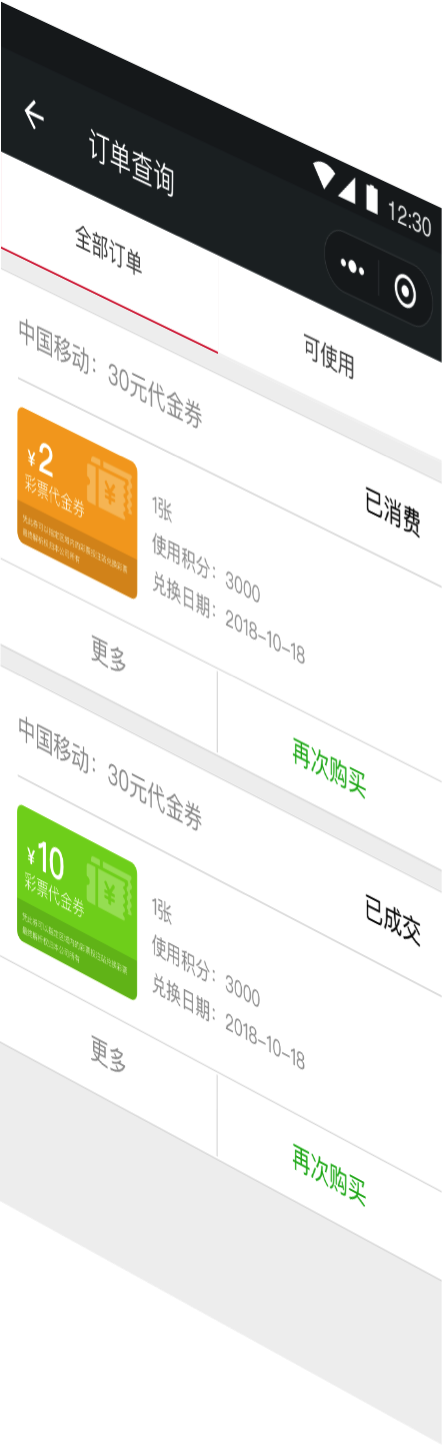 12:30
订单查询
全部订单
可使用
中国移动：30元代金券
已消费
¥2
彩票代金券
1张
使用积分：3000
兑换日期：2018-10-18
更多
再次购买
中国移动：30元代金券
已成交
¥10
彩票代金券
1张
使用积分：3000
兑换日期：2018-10-18
更多
再次购买